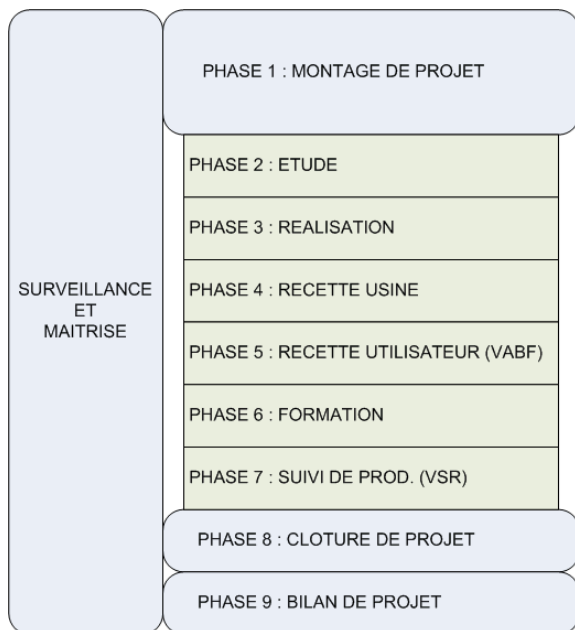 SURVEILLANCE
ET
MAITRISE
PHASE 1 : MONTAGE DE PROJET
PHASE 2 : ETUDE
PHASE 3 : REALISATION
PHASE 4 : RECETTE USINE
PHASE 5 : RECETTE UTILISATEUR (VABF)
PHASE 6 : FORMATION
PHASE 7 : SUIVI DE PROD. (VSR)
PHASE 8 : CLOTURE DE PROJET
PHASE 9 : BILAN DE PROJET